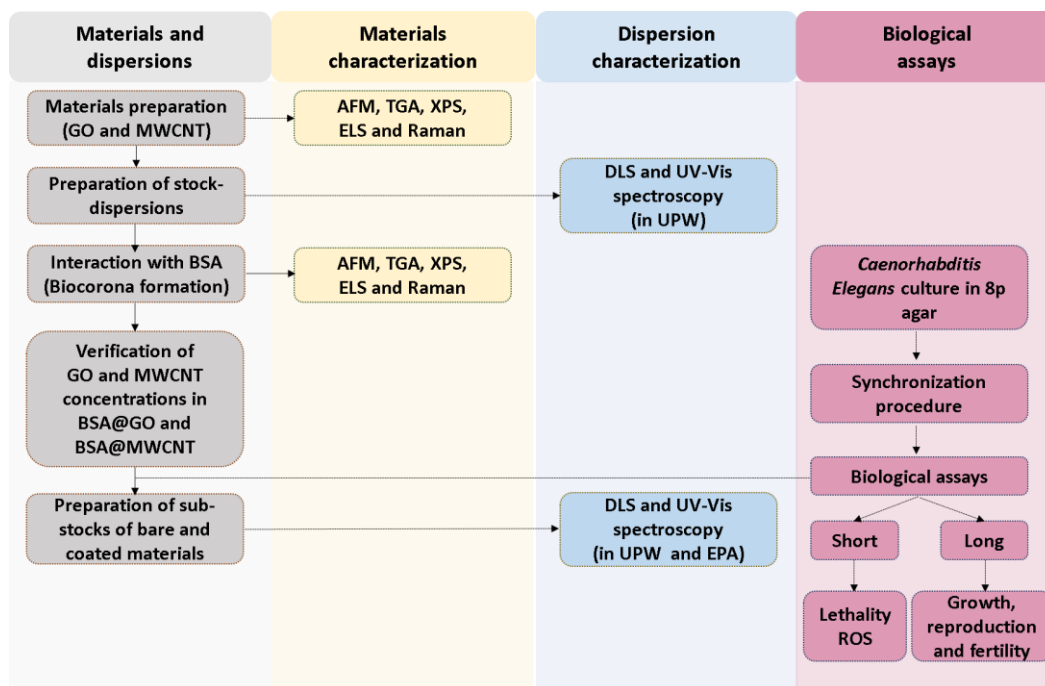 Materials and
dispersions
Materials
characterization
Dispersion
characterization
Biological
assays
Materials preparation
(GO and MWCNT)
AFM, TGA, XPS,
ELS and Raman
Preparation of stock-
dispersions
DLS and UV-Vis
spectroscopy
(in UPW)
Interaction with BSA
(Biocorona formation)
AFM, TGA, XPS,
ELS and Raman
Caenorhabditis
Elegans culture in 8p
agar
Verification of
GO and MWCNT
concentrations in
BSA@GO and
BSA@MWCNT
Synchronization
procedure
Biological assays
Preparation of sub-
stocks of bare and
coated materials
DLS and UV-Vis
spectroscopy
(in UPW and EPA)
Short
Long
Lethality
ROS
Growth,
reproduction
and fertility